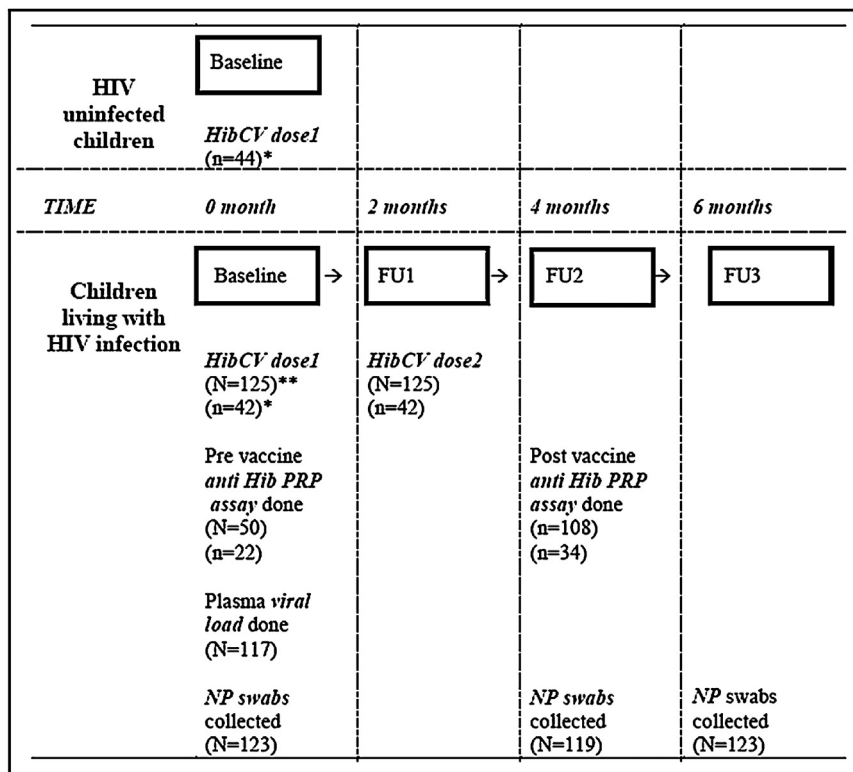 Baseline
HIV
uninfected
children
HibCV dose1
(n=44)*
TIME 0 month 2 months 4 months 6 months
Baseline → FU1 → FU2 → FU3
Children
living with
HIV infection
HibCV dose1 HibCV dose2
(N=125)** (N=125)
(n=42)* (n=42)
Pre vaccine Post vaccine
anti Hib PRP anti Hib PRP
assay done assay done
(N=50) (n=108)
(n=22) (n=34)
Plasma viral
load done
(N=117)
NP swabs NP swabs NP swabs
collected collected collected
(N=123) (N=119) (N=123)